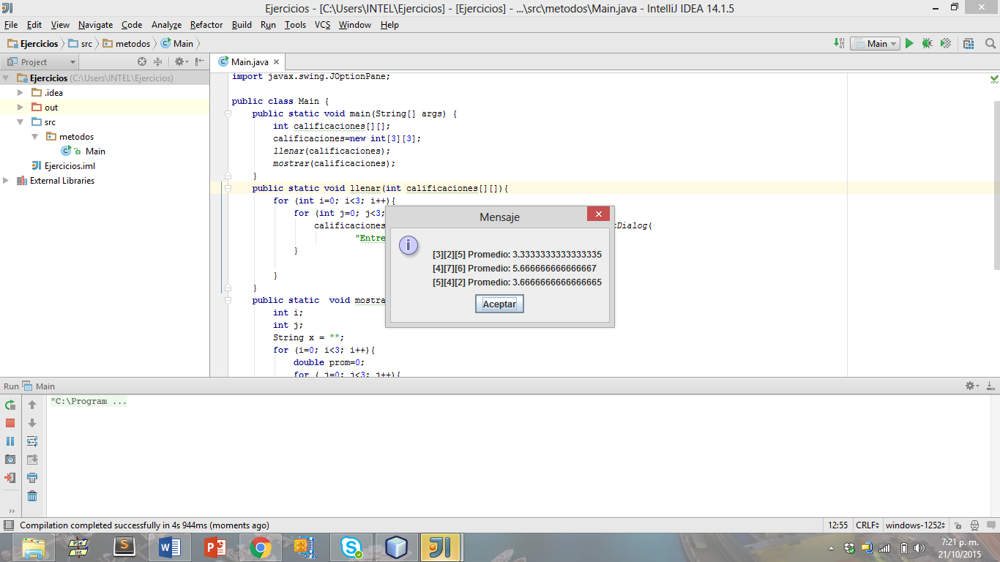 Ejercicios - [C:\Users\INTEL\Ejercicios] - [Ejercicios] - ...\src\metodos\Main.java - IntelliJ IDEA 14.1.5
File Edit View Navigate Code Analyze Refactor Build Run Tools VCS Window Help
Ejercicios src metodos Main Main
Project
Main.java
Ejercicios (C:\Users\INTEL\Ejercicios)
.idea
out
src
metodos
Main
Ejercicios.iml
External Libraries
import javax.swing.JOptionPane;
public class Main {
public static void main(String[] args) {
int calificaciones[][];
calificaciones=new int[3][3];
llenar(calificaciones);
mostrar(calificaciones);
}
public static void llenar(int calificaciones[][]){
for (int i=0; i<3; i++){
for (int j=0; j<3;
calificaciones tDialog(
"Entre
}
}
}
public static  void mostra
int i;
int j;
String x = "";
for (i=0; i<3; i++){
double prom=0;
for ( j=0; j<3; j++){
Mensaje
[3][2][5] Promedio: 3.3333333333333335
[4][7][6] Promedio: 5.666666666666667
[5][4][2] Promedio: 3.6666666666666665
Aceptar
Run Main
"C:\Program ...
Compilation completed successfully in 4s 944ms (moments ago) 12:55 CRLF windows-1252
PSe
Int
7:21 p. m.
21/10/2015